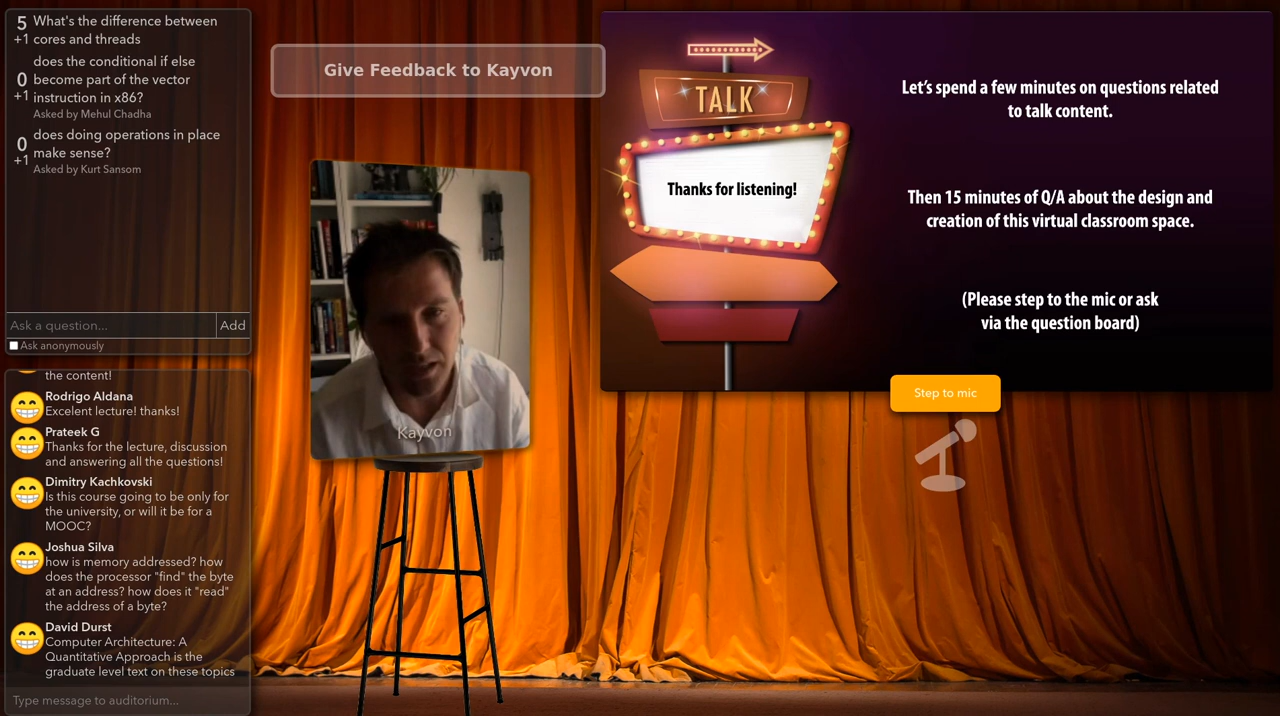 5 What's the difference between
+1 cores and threads
does the conditional if else
0 become part of the vector
+1 instruction in x86?
Asked by Mehul Chadha
0 does doing operations in place
+1 make sense?
Asked by Kurt Sansom
Ask a question...
Add
Ask anonymously
the content!
Rodrigo Aldana
Excelent lecture! thanks!
Prateek G
Thanks for the lecture, discussion
and answering all the questions!
Dimitry Kachkovski
Is this course going to be only for
the university, or will it be for a
MOOC?
Joshua Silva
how is memory addressed? how
does the processor "find" the byte
at an address? how does it "read"
the address of a byte?
David Durst
Computer Architecture: A
Quantitative Approach is the
graduate level text on these topics
Type message to auditorium...
Give Feedback to Kayvon
Kayvon
TALK
Thanks for listening!
Let's spend a few minutes on questions related
to talk content.
Then 15 minutes of Q/A about the design and
creation of this virtual classroom space.
(Please step to the mic or ask
via the question board)
Step to mic